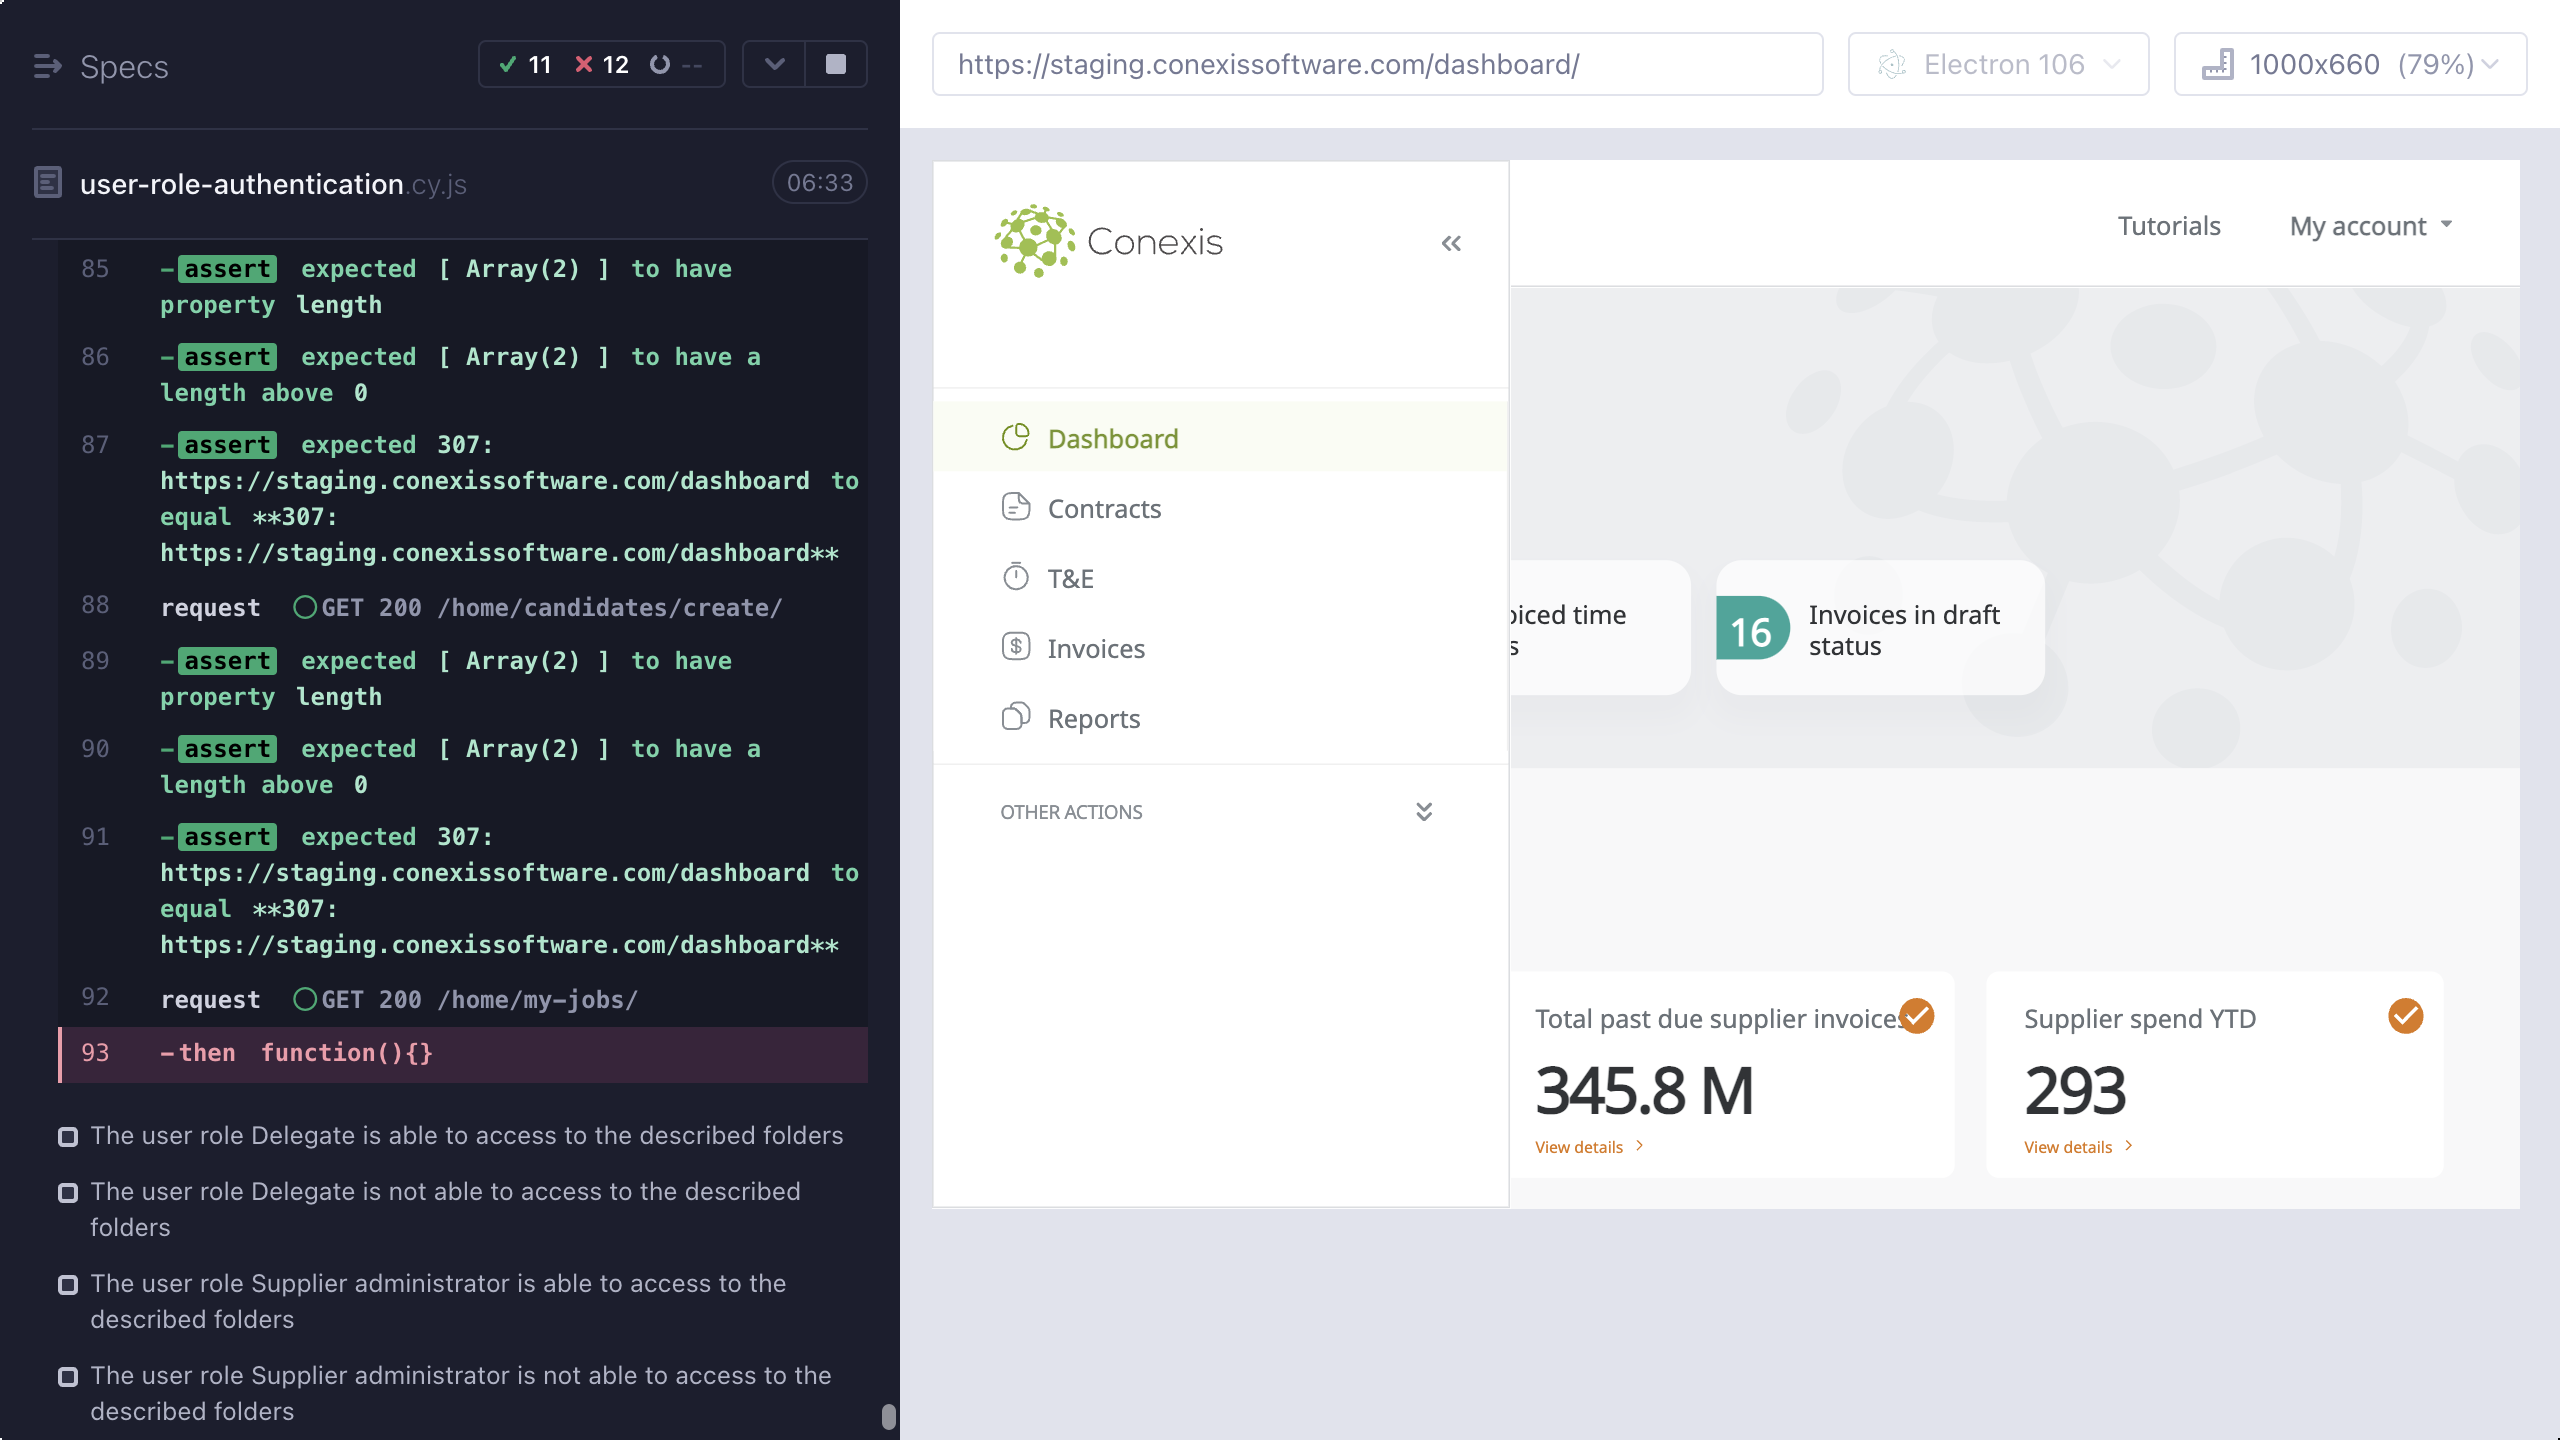 Specs
11 12 --
user-role-authentication.cy.js
06:33
85 -assert expected [ Array(2) ] to have
property length
86 -assert expected [ Array(2) ] to have a
length above 0
87 -assert expected 307:
https://staging.conexissoftware.com/dashboard to
equal **307:
https://staging.conexissoftware.com/dashboard**
88 request GET 200 /home/candidates/create/
89 -assert expected [ Array(2) ] to have
property length
90 -assert expected [ Array(2) ] to have a
length above 0
91 -assert expected 307:
https://staging.conexissoftware.com/dashboard to
equal **307:
https://staging.conexissoftware.com/dashboard**
92 request GET 200 /home/my-jobs/
93 -then function(){}
The user role Delegate is able to access to the described folders
The user role Delegate is not able to access to the described
folders
The user role Supplier administrator is able to access to the
described folders
The user role Supplier administrator is not able to access to the
described folders
https://staging.conexissoftware.com/dashboard/
Electron 106
1000x660 (79%)
Conexis
Tutorials
My account
Dashboard
Contracts
T&E
Invoices
Reports
OTHER ACTIONS
time
16
Invoices in draft
status
Total past due supplier invoices
345.8 M
View details
Supplier spend YTD
293
View details